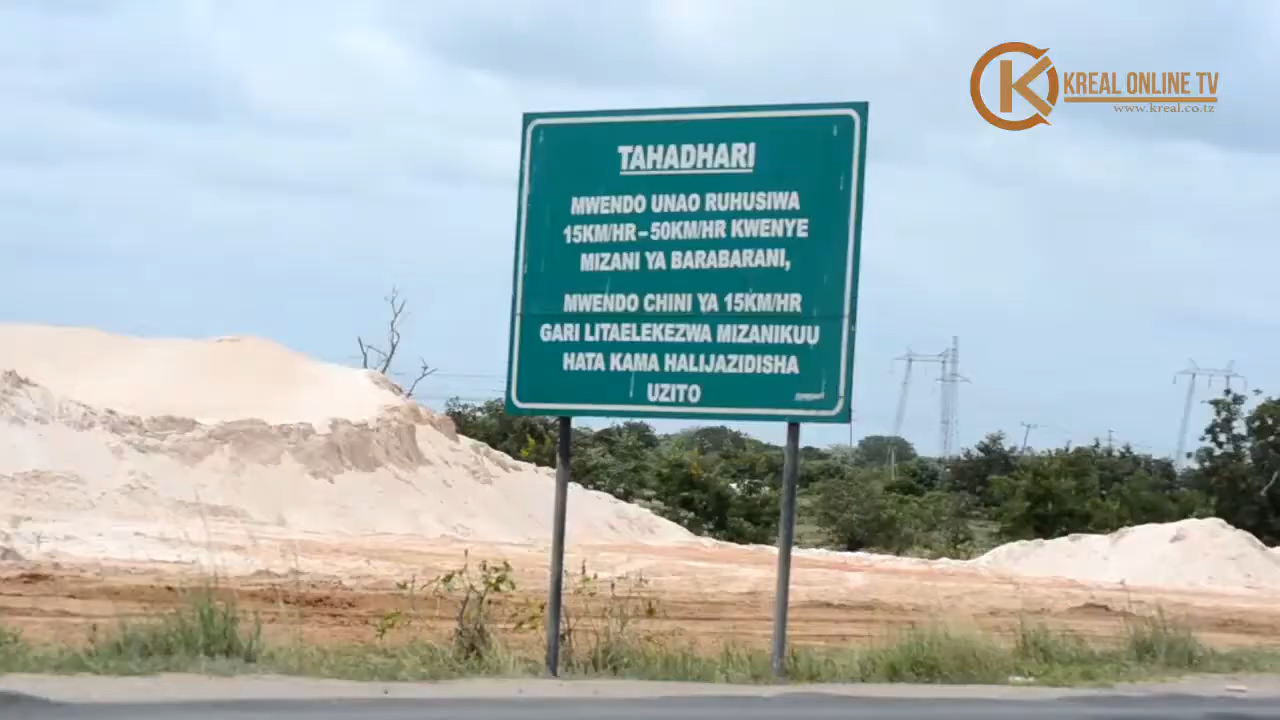 KREAL ONLINE TV
www.kreal.co.tz
TAHADHARI
MWENDO UNAO RUHUSIWA
15KM/HR - 50KM/HR KWENYE
MIZANI YA BARABARANI,
MWENDO CHINI YA 15KM/HR
GARI LITAELEKEZWA MIZANIKUU
HATA KAMA HALIJAZIDISHA
UZITO